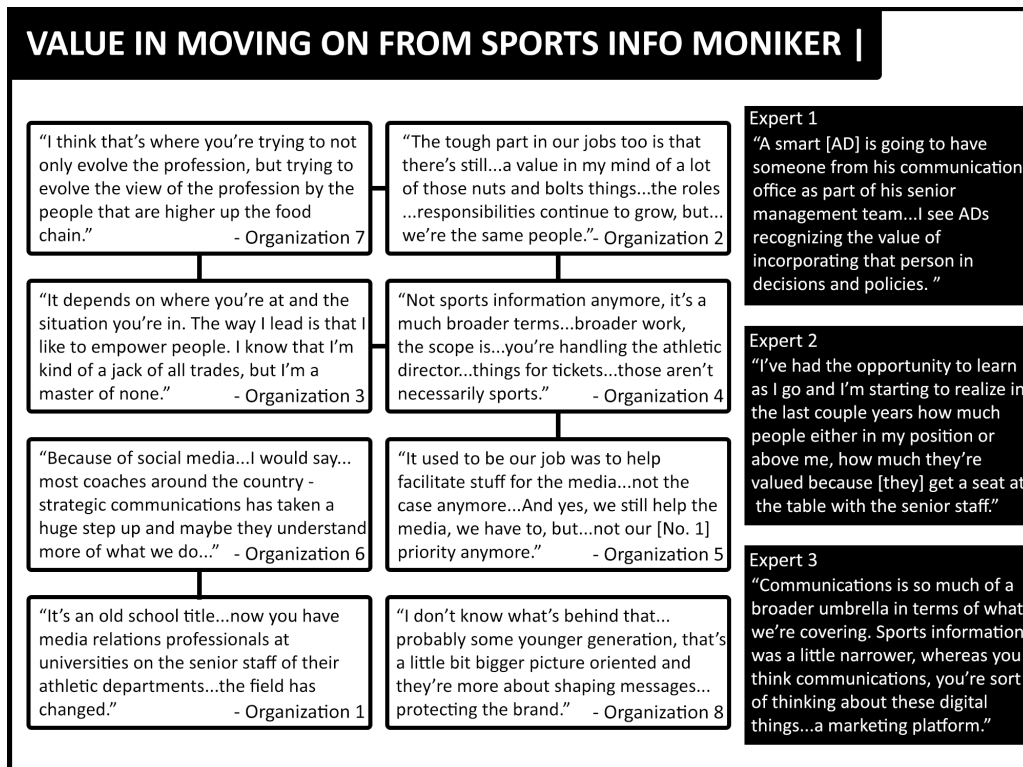 VALUE IN MOVING ON FROM SPORTS INFO MONIKER |
“I think that’s where you’re trying to not
only evolve the profession, but trying to
evolve the view of the profession by the
people that are higher up the food
chain.” - Organization 7
“The tough part in our jobs too is that
there’s still...a value in my mind of a lot
of those nuts and bolts things...the roles
...responsibilities continue to grow, but...
we’re the same people.” - Organization 2
“It depends on where you’re at and the
situation you’re in. The way I lead is that I
like to empower people. I know that I’m
kind of a jack of all trades, but I’m a
master of none.” - Organization 3
“Not sports information anymore, it’s a
much broader terms...broader work,
the scope is...you’re handling the athletic
director...things for tickets...those aren’t
necessarily sports.” - Organization 4
“Because of social media...I would say...
most coaches around the country -
strategic communications has taken a
huge step up and maybe they understand
more of what we do...” - Organization 6
“It used to be our job was to help
facilitate stuff for the media...not the
case anymore...And yes, we still help the
media, we have to, but...not our [No. 1]
priority anymore.” - Organization 5
“It’s an old school title...now you have
media relations professionals at
universities on the senior staff of their
athletic departments...the field has
changed.” - Organization 1
“I don’t know what’s behind that...
probably some younger generation, that’s
a little bit bigger picture oriented and
they’re more about shaping messages...
protecting the brand.” - Organization 8
Expert 1
“A smart [AD] is going to have
someone from his communication
office as part of his senior
management team...I see ADs
recognizing the value of
incorporating that person in
decisions and policies. ”
Expert 2
“I’ve had the opportunity to learn
as I go and I’m starting to realize in
the last couple years how much
people either in my position or
above me, how much they’re
valued because [they] get a seat at
the table with the senior staff.”
Expert 3
“Communications is so much of a
broader umbrella in terms of what
we’re covering. Sports information
was a little narrower, whereas you
think communications, you’re sort
of thinking about these digital
things...a marketing platform.”